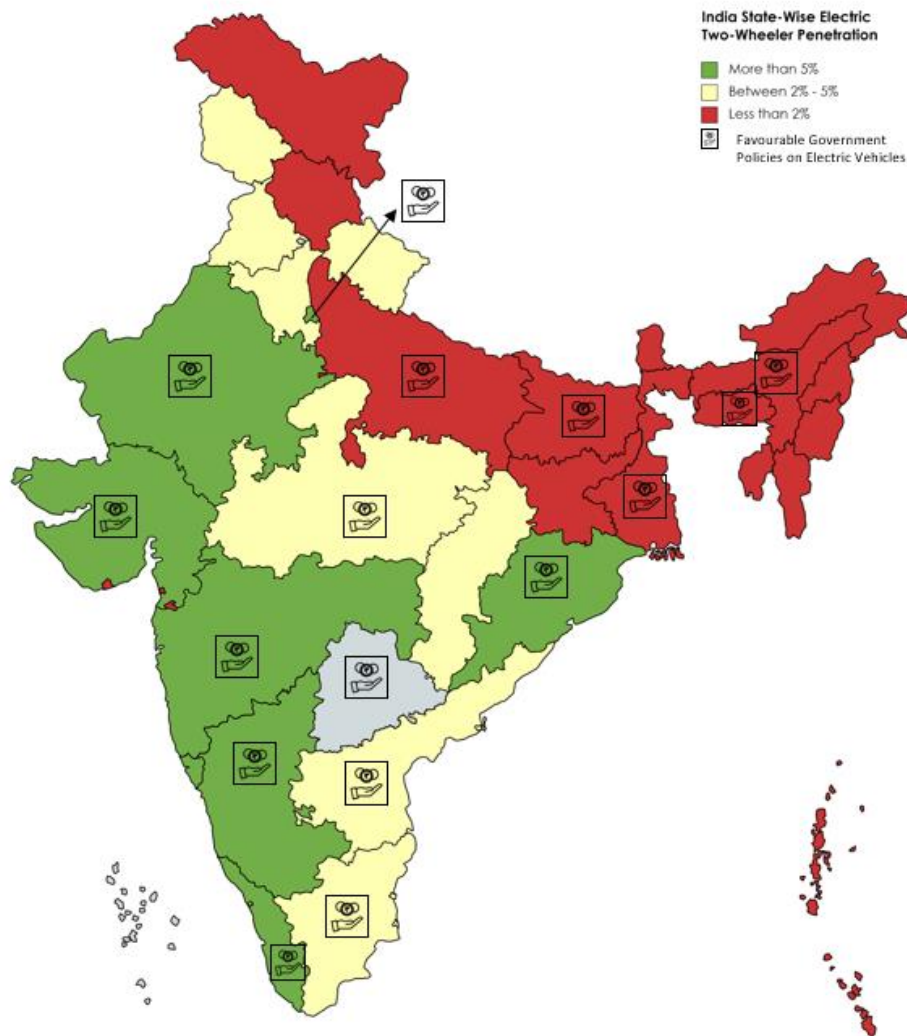 India State-Wise Electric
Two-Wheeler Penetration
More than 5%
Between 2% - 5%
Less than 2%
Favourable Government
Policies on Electric Vehicles